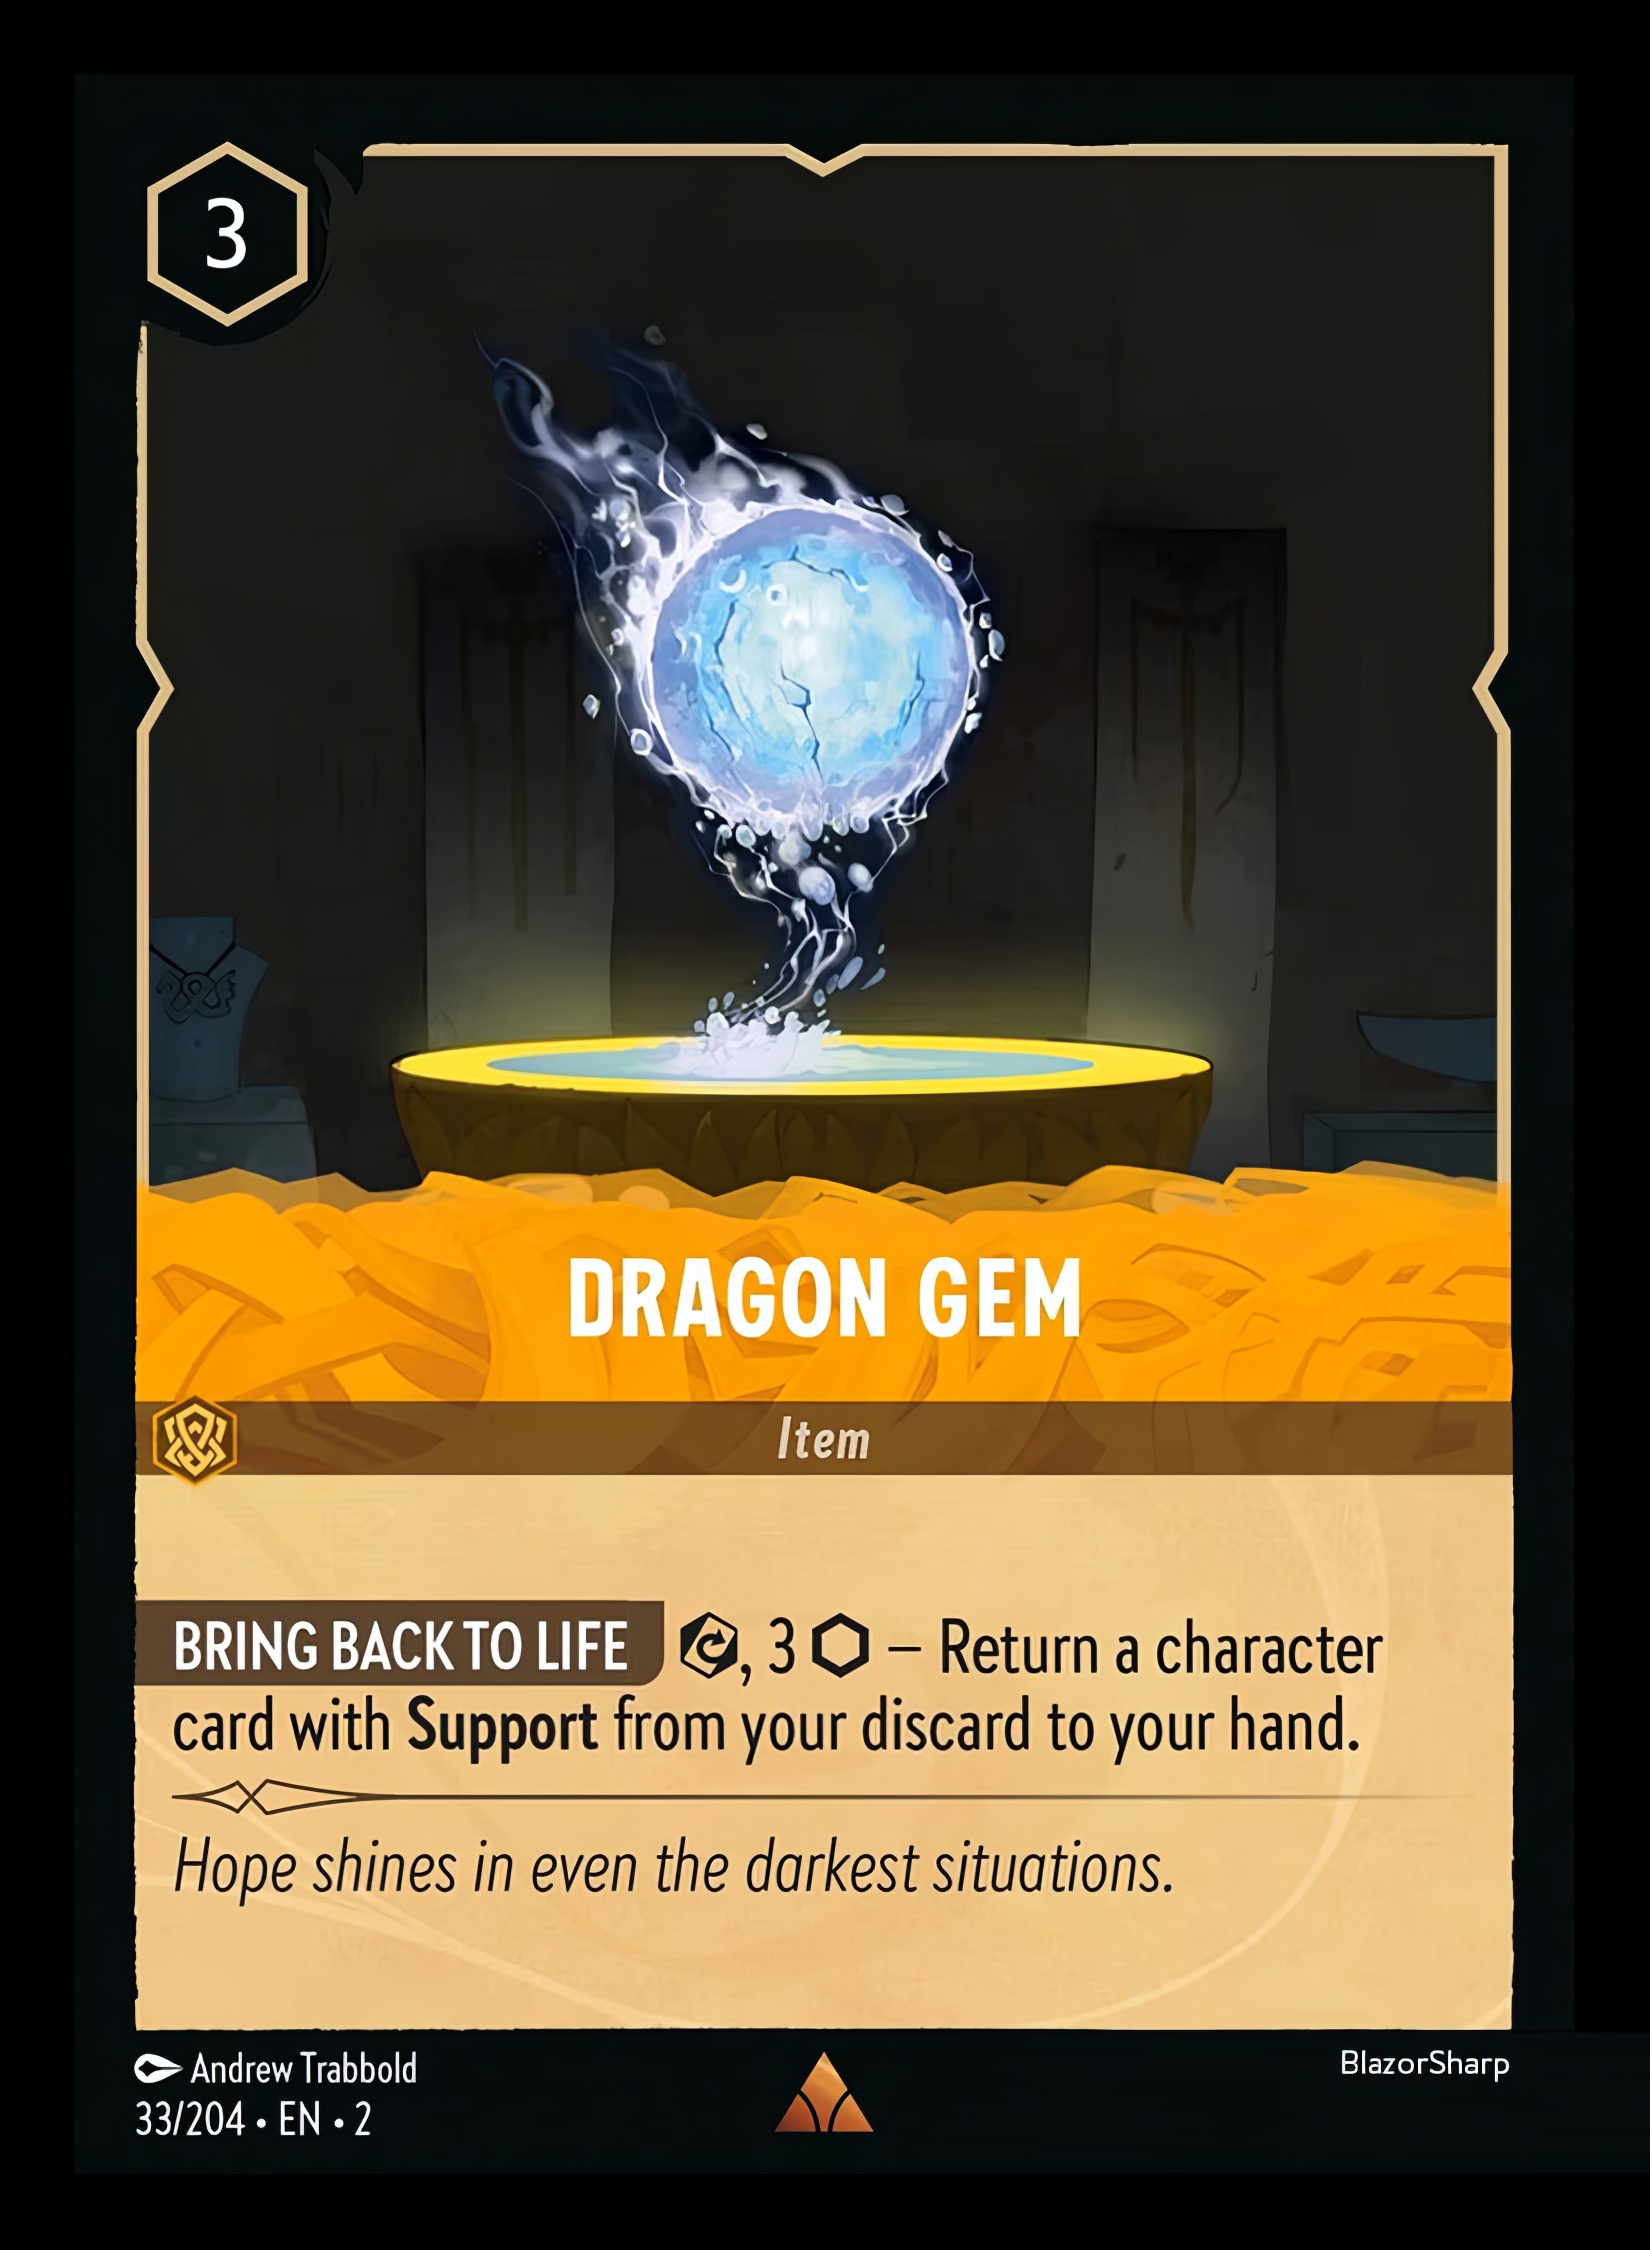 3
DRAGON GEM
Item
BRING BACK TO LIFE , 3 – Return a character
card with Support from your discard to your hand.
Hope shines in even the darkest situations.
Andrew Trabbold
BlazorSharp
33/204 • EN • 2